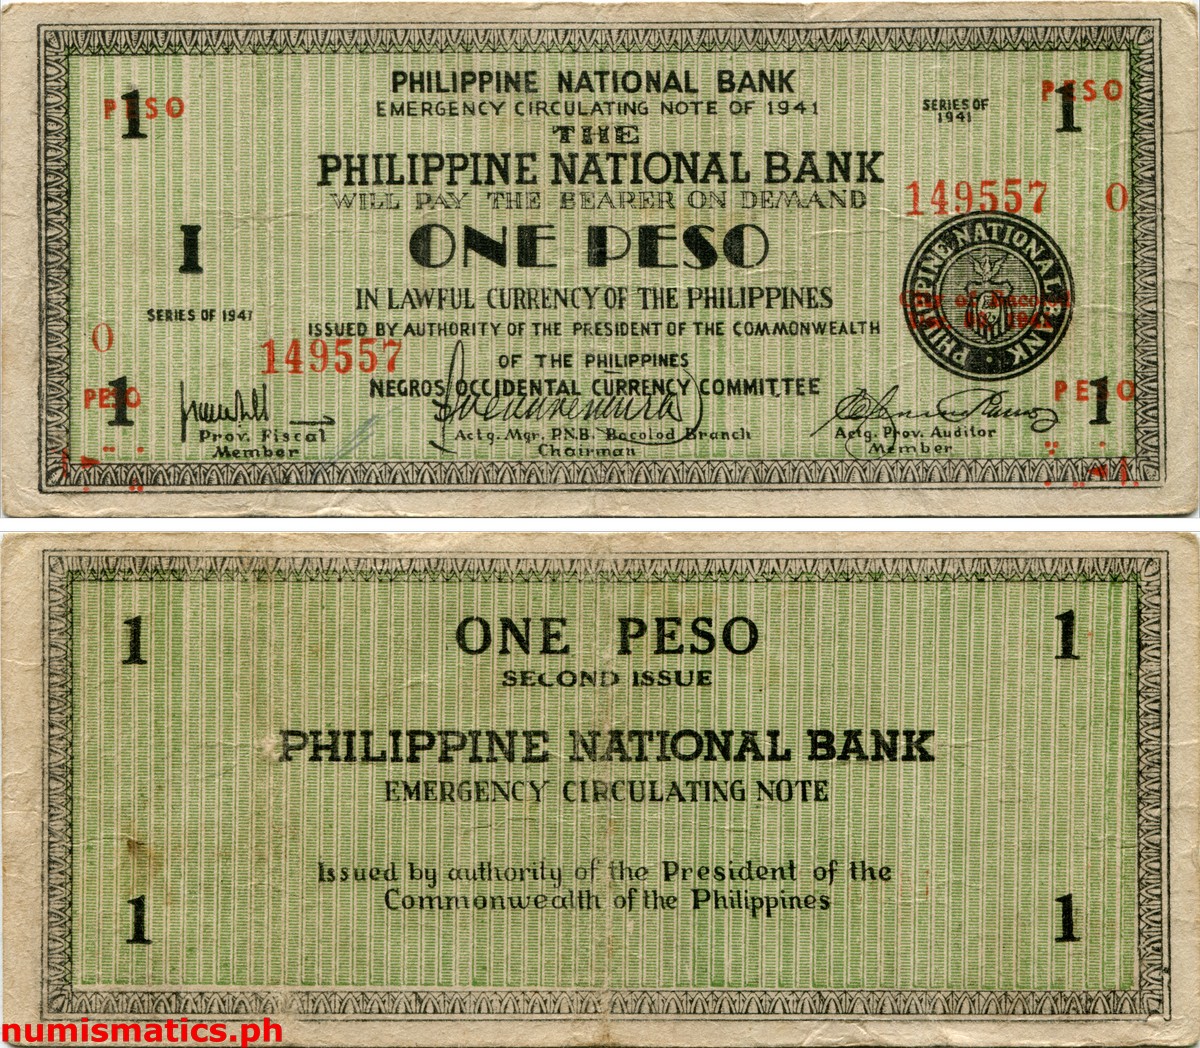 PHILIPPINE NATIONAL BANK
EMERGENCY CIRCULATING NOTE OF 1941
PESO 1
SERIES OF 1941
PESO 1
THE
PHILIPPINE NATIONAL BANK
WILL PAY THE BEARER ON DEMAND
149557 O
1
ONE PESO
PHILIPPINE NATIONAL BANK
IN LAWFUL CURRENCY OF THE PHILIPPINES
City of Bacolod
SERIES OF 1941
ISSUED BY AUTHORITY OF THE PRESIDENT OF THE COMMONWEALTH
O
149557
OF THE PHILIPPINES
NEGROS OCCIDENTAL CURRENCY COMMITTEE
PESO 1
PESO 1
Prov. Fiscal
Member
Actg. Mgr. P.N.B. Bacolod Branch
Chairman
Actg. Prov. Auditor
Member
1
ONE PESO
1
SECOND ISSUE
PHILIPPINE NATIONAL BANK
EMERGENCY CIRCULATING NOTE
Issued by authority of the President of the
Commonwealth of the Philippines
1
1
numismatics.ph